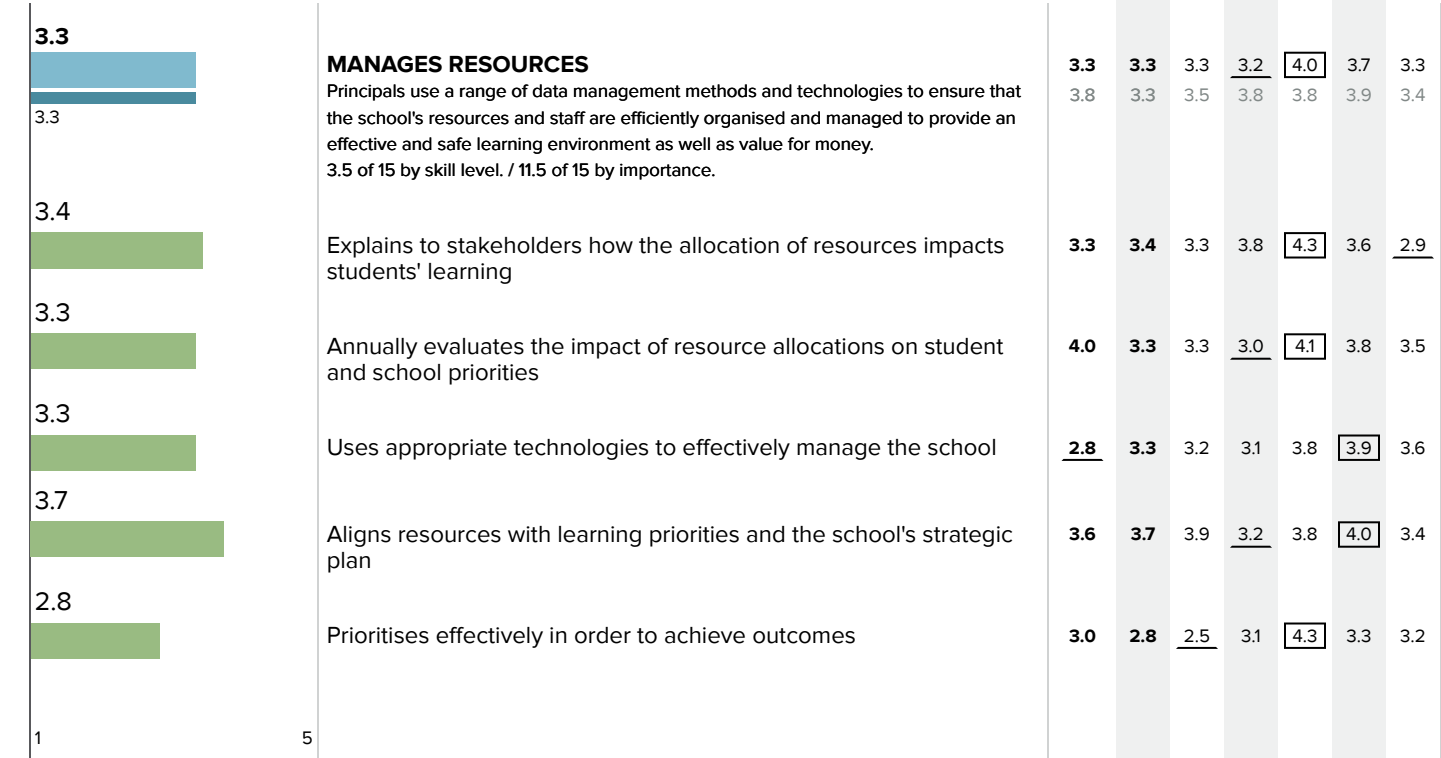 3.3
MANAGES RESOURCES 3.3 3.3 3.3 3.2 4.0 3.7 3.3
Principals use a range of data management methods and technologies to ensure that 3.8 3.3 3.5 3.8 3.8 3.9 3.4
3.3 the school's resources and staff are efficiently organised and managed to provide an
effective and safe learning environment as well as value for money.
3.5 of 15 by skill level. / 11.5 of 15 by importance.
3.4
Explains to stakeholders how the allocation of resources impacts 3.3 3.4 3.3 3.8 4.3 3.6 2.9
students' learning
3.3
Annually evaluates the impact of resource allocations on student 4.0 3.3 3.3 3.0 4.1 3.8 3.5
and school priorities
3.3
Uses appropriate technologies to effectively manage the school 2.8 3.3 3.2 3.1 3.8 3.9 3.6
3.7
Aligns resources with learning priorities and the school's strategic 3.6 3.7 3.9 3.2 3.8 4.0 3.4
plan
2.8
Prioritises effectively in order to achieve outcomes 3.0 2.8 2.5 3.1 4.3 3.3 3.2
1 5